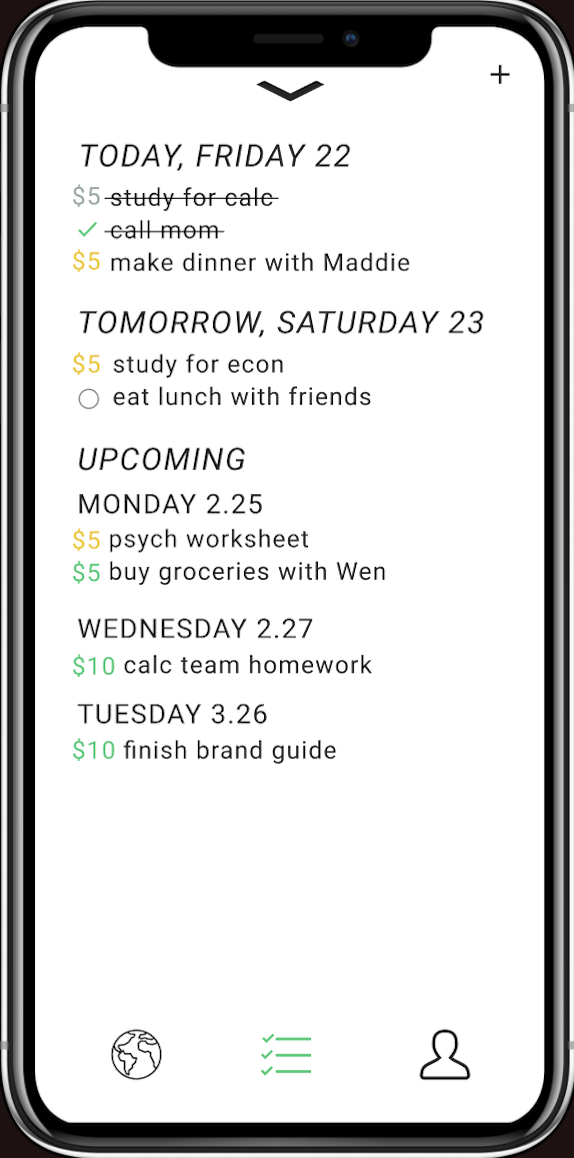 +
TODAY, FRIDAY 22
$5 study for calc
call mom
$5 make dinner with Maddie
TOMORROW, SATURDAY 23
$5 study for econ
eat lunch with friends
UPCOMING
MONDAY 2.25
$5 psych worksheet
$5 buy groceries with Wen
WEDNESDAY 2.27
$10 calc team homework
TUESDAY 3.26
$10 finish brand guide